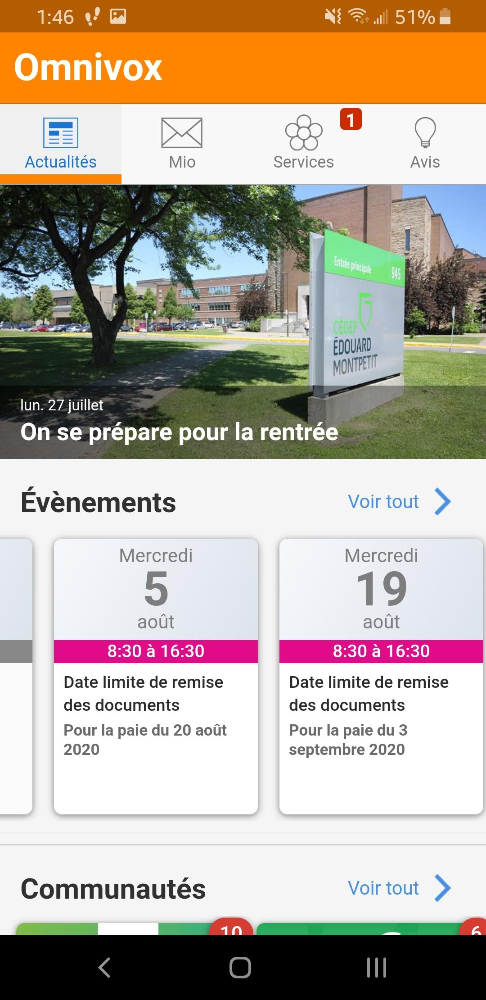 1:46
51%
Omnivox
Actualités
Mio
Services
1
Avis
Entrée principale
945
CÉGEP
ÉDOUARD
MONTPETIT
lun. 27 juillet
On se prépare pour la rentrée
Évènements
Voir tout
Mercredi
5
août
8:30 à 16:30
Date limite de remise
des documents
Pour la paie du 20 août
2020
Mercredi
19
août
8:30 à 16:30
Date limite de remise
des documents
Pour la paie du 3
septembre 2020
Communautés
Voir tout
10
6